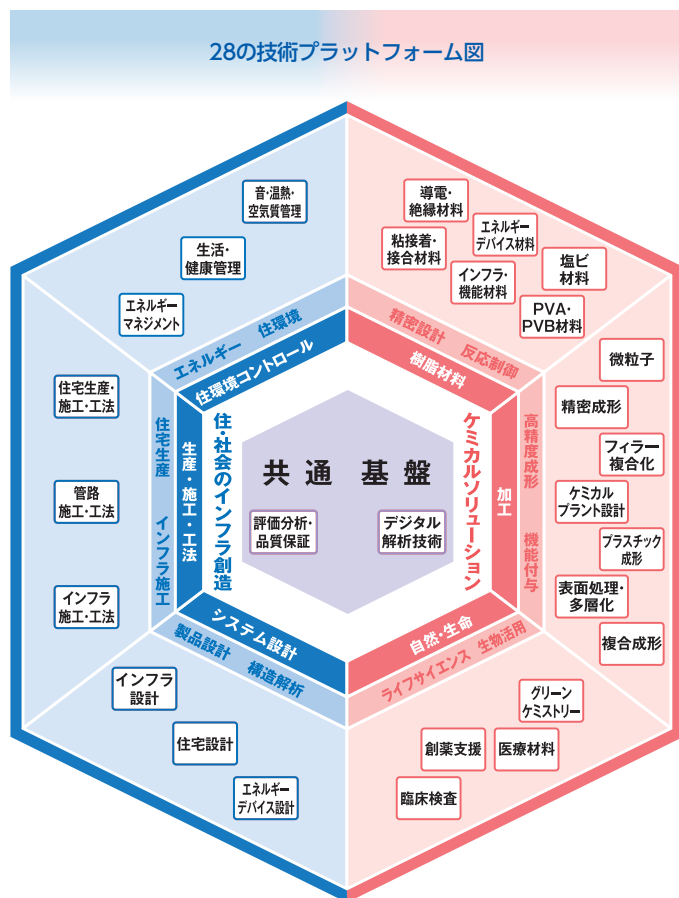 28の技術プラットフォーム図
音・温熱・
空気質管理
生活・
健康管理
エネルギー
マネジメント
エネルギー 住環境
住環境コントロール
導電・
絶縁材料
エネルギー
デバイス材料
粘接着・
接合材料
塩ビ
材料
インフラ・
機能材料
PVA・
PVB材料
精密設計 反応制御
樹脂材料
住宅生産・
施工・工法
管路
施工・工法
インフラ
施工・工法
住宅生産 インフラ施工
生産・施工・工法
住・社会のインフラ創造
共通 基盤
評価分析・
品質保証
デジタル
解析技術
ケミカルソリューション
加工
高精度成形 機能付与
微粒子
精密成形
フィラー
複合化
ケミカル
プラント設計
プラスチック
成形
表面処理・
多層化
複合成形
システム設計
製品設計 構造解析
インフラ
設計
住宅設計
エネルギー
デバイス設計
自然・生命
ライフサイエンス 生物活用
グリーン
ケミストリー
創薬支援
医療材料
臨床検査